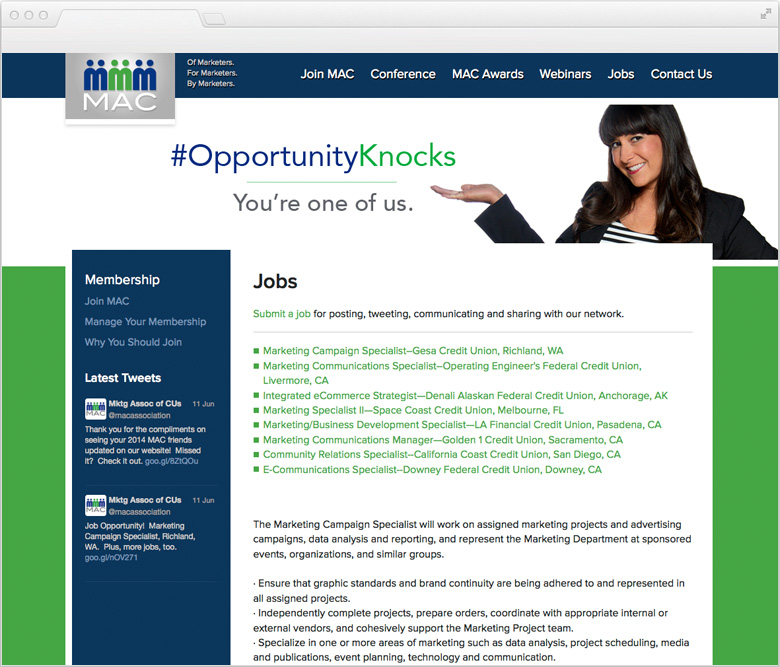 MAC
Of Marketers.
For Marketers.
By Marketers.
Join MAC Conference MAC Awards Webinars Jobs Contact Us
#OpportunityKnocks
You're one of us.
Membership
Join MAC
Manage Your Membership
Why You Should Join
Latest Tweets
MAC
Mktg Assoc of CUs 11 Jun
@macassociation
Thank you for the compliments on
seeing your 2014 MAC friends
updated on our website! Missed
it? Check it out. goo.gl/8ZtQOu
MAC
Mktg Assoc of CUs 11 Jun
@macassociation
Job Opportunity! Marketing
Campaign Specialist, Richland,
WA. Plus, more jobs, too.
goo.gl/nOV271
Jobs
Submit a job for posting, tweeting, communicating and sharing with our network.
Marketing Campaign Specialist–Gesa Credit Union, Richland, WA
Marketing Communications Specialist–Operating Engineer's Federal Credit Union,
Livermore, CA
Integrated eCommerce Strategist—Denali Alaskan Federal Credit Union, Anchorage, AK
Marketing Specialist II—Space Coast Credit Union, Melbourne, FL
Marketing/Business Development Specialist—LA Financial Credit Union, Pasadena, CA
Marketing Communications Manager—Golden 1 Credit Union, Sacramento, CA
Community Relations Specialist–California Coast Credit Union, San Diego, CA
E-Communications Specialist–Downey Federal Credit Union, Downey, CA
The Marketing Campaign Specialist will work on assigned marketing projects and advertising
campaigns, data analysis and reporting, and represent the Marketing Department at sponsored
events, organizations, and similar groups.
· Ensure that graphic standards and brand continuity are being adhered to and represented in
all assigned projects.
· Independently complete projects, prepare orders, coordinate with appropriate internal or
external vendors, and cohesively support the Marketing Project team.
· Specialize in one or more areas of marketing such as data analysis, project scheduling, media
and publications, event planning, technology and communication.